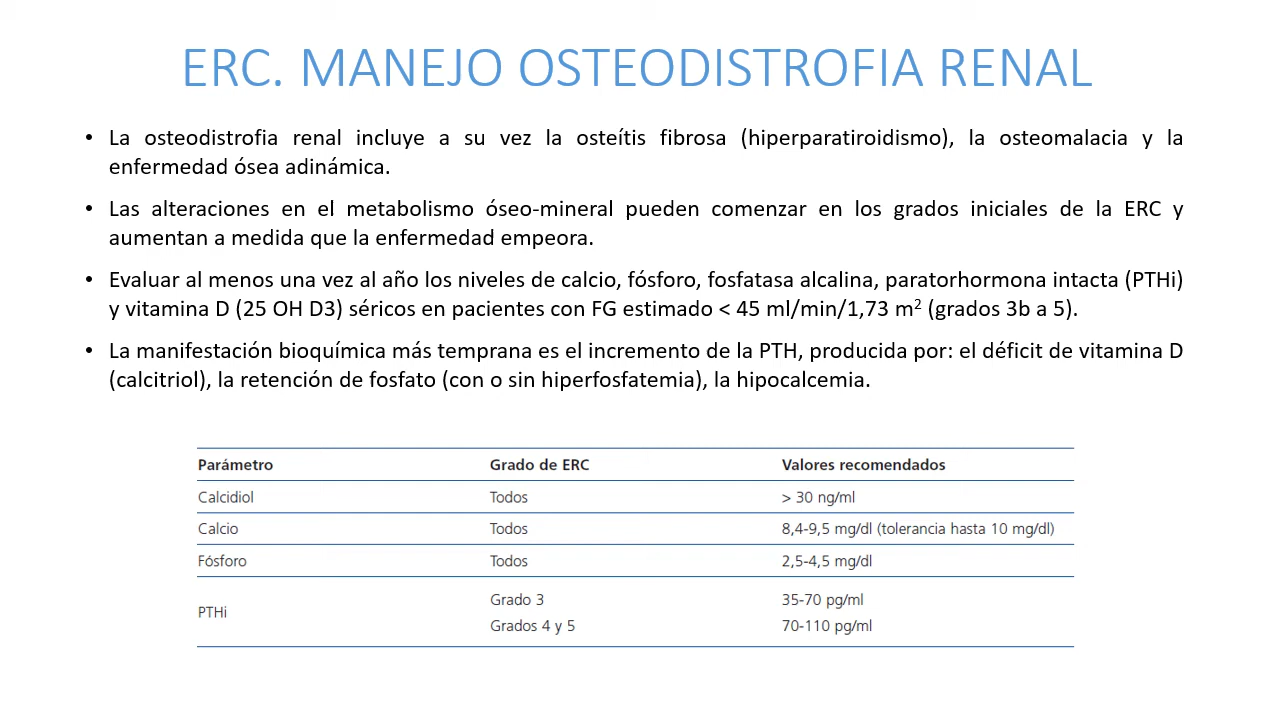 ERC. MANEJO OSTEODISTROFIA RENAL
• La osteodistrofia renal incluye a su vez la osteítis fibrosa (hiperparatiroidismo), la osteomalacia y la
enfermedad ósea adinámica.
• Las alteraciones en el metabolismo óseo-mineral pueden comenzar en los grados iniciales de la ERC y
aumentan a medida que la enfermedad empeora.
• Evaluar al menos una vez al año los niveles de calcio, fósforo, fosfatasa alcalina, paratorhormona intacta (PTHi)
y vitamina D (25 OH D3) séricos en pacientes con FG estimado < 45 ml/min/1,73 m² (grados 3b a 5).
• La manifestación bioquímica más temprana es el incremento de la PTH, producida por: el déficit de vitamina D
(calcitriol), la retención de fosfato (con o sin hiperfosfatemia), la hipocalcemia.
Parámetro Grado de ERC Valores recomendados
Calcidiol Todos > 30 ng/ml
Calcio Todos 8,4-9,5 mg/dl (tolerancia hasta 10 mg/dl)
Fósforo Todos 2,5-4,5 mg/dl
PTHi
Grado 3 35-70 pg/ml
Grados 4 y 5 70-110 pg/ml